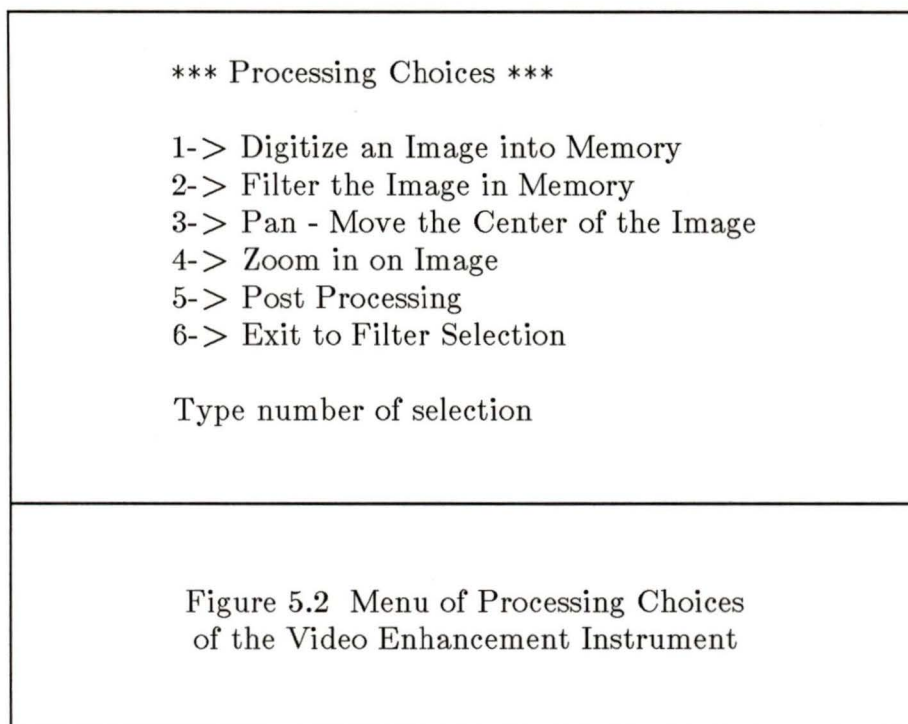 *** Processing Choices ***
1-> Digitize an Image into Memory
2-> Filter the Image in Memory
3-> Pan - Move the Center of the Image
4-> Zoom in on Image
5-> Post Processing
6-> Exit to Filter Selection
Type number of selection
Figure 5.2 Menu of Processing Choices
of the Video Enhancement Instrument